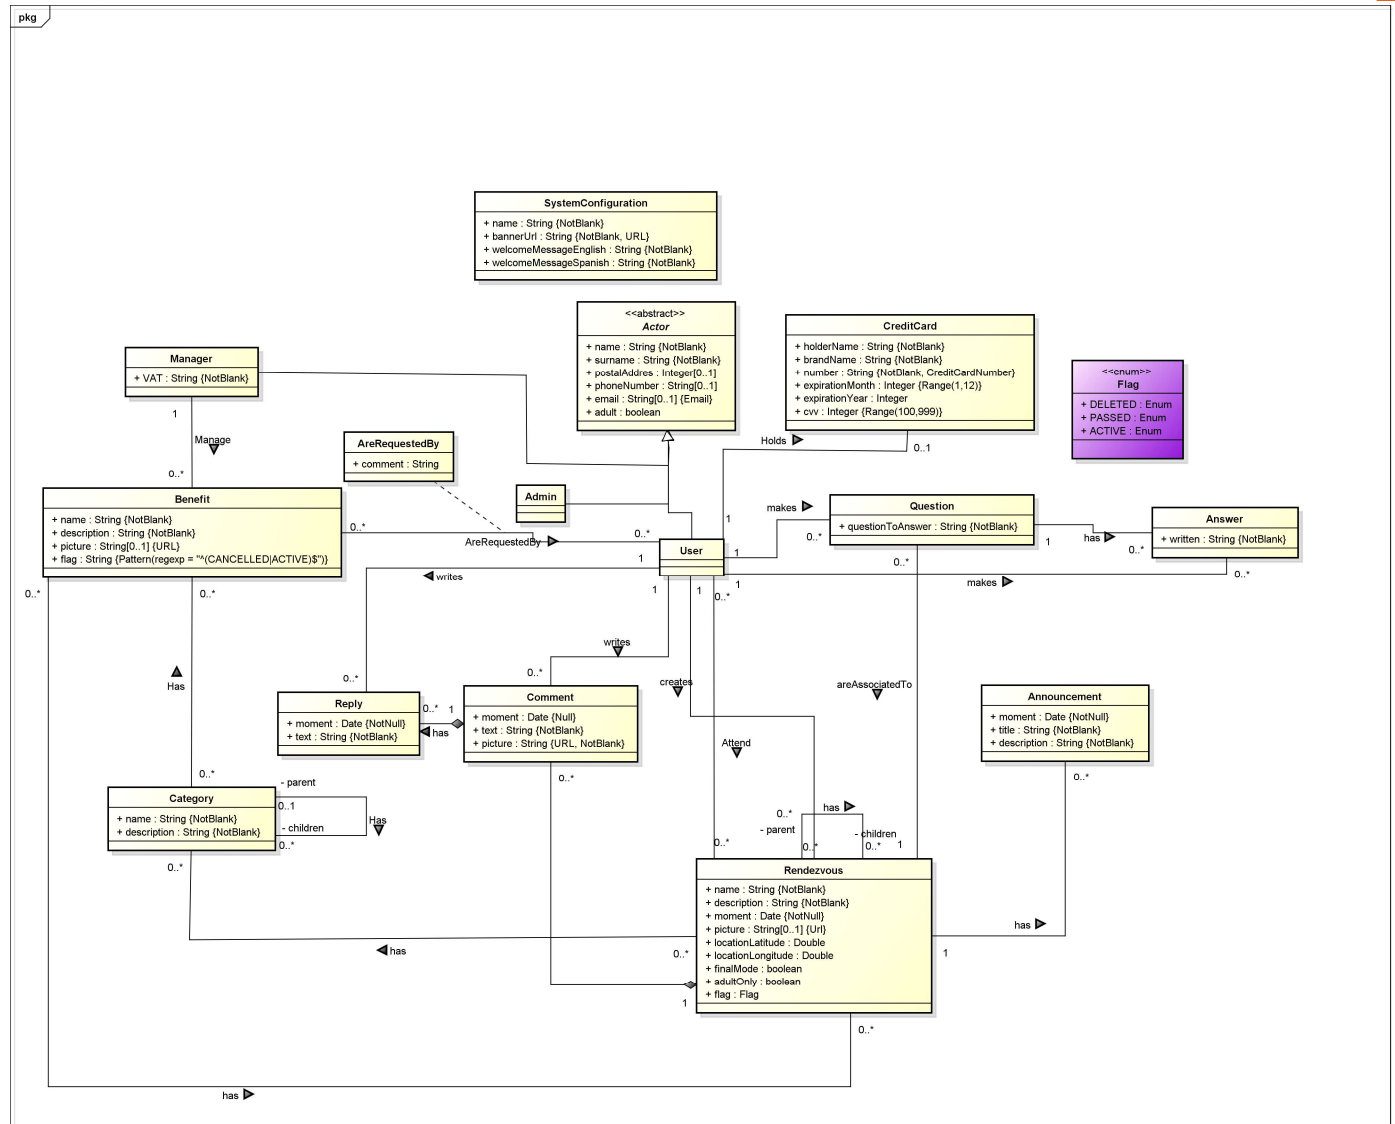 pkg
SystemConfiguration
+ name : String {NotBlank}
+ bannerUrl : String {NotBlank, URL}
+ welcomeMessageEnglish : String {NotBlank}
+ welcomeMessageSpanish : String {NotBlank}
<<abstract>>
Actor
+ name : String {NotBlank}
+ surname : String {NotBlank}
+ postalAddres : Integer[0..1]
+ phoneNumber : String[0..1]
+ email : String[0..1] {Email}
+ adult : boolean
CreditCard
+ holderName : String {NotBlank}
+ brandName : String {NotBlank}
+ number : String {NotBlank, CreditCardNumber}
+ expirationMonth : Integer {Range(1,12)}
+ expirationYear : Integer
+ cvv : Integer {Range(100,999)}
<<enum>>
Flag
+ DELETED : Enum
+ PASSED : Enum
+ ACTIVE : Enum
Manager
+ VAT : String {NotBlank}
1
Manage
0..*
AreRequestedBy
+ comment : String
Holds
0..1
1
Admin
Benefit
+ name : String {NotBlank}
+ description : String {NotBlank}
+ picture : String[0..1] {URL}
+ flag : String {Pattern(regexp = "^(CANCELLED|ACTIVE)$")}
0..*
AreRequestedBy
0..*
User
makes
1
0..*
Question
+ questionToAnswer : String {NotBlank}
1
has
0..*
Answer
+ written : String {NotBlank}
0..*
0..*
0..*
1
writes
1
1
0..*
1
makes
0..*
Has
0..*
writes
0..*
creates
areAssociatedTo
Attend
Reply
+ moment : Date {NotNull}
+ text : String {NotBlank}
0..*
1
has
Comment
+ moment : Date {Null}
+ text : String {NotBlank}
+ picture : String {URL, NotBlank}
0..*
Announcement
+ moment : Date {NotNull}
+ title : String {NotBlank}
+ description : String {NotBlank}
0..*
0..*
Category
+ name : String {NotBlank}
+ description : String {NotBlank}
- parent
0..1
Has
- children
0..*
0..*
0..*
has
- parent
- children
0..*
0..*
0..*
1
Rendezvous
+ name : String {NotBlank}
+ description : String {NotBlank}
+ moment : Date {NotNull}
+ picture : String[0..1] {Url}
+ locationLatitude : Double
+ locationLongitude : Double
+ finalMode : boolean
+ adultOnly : boolean
+ flag : Flag
has
1
has
0..*
1
0..*
has